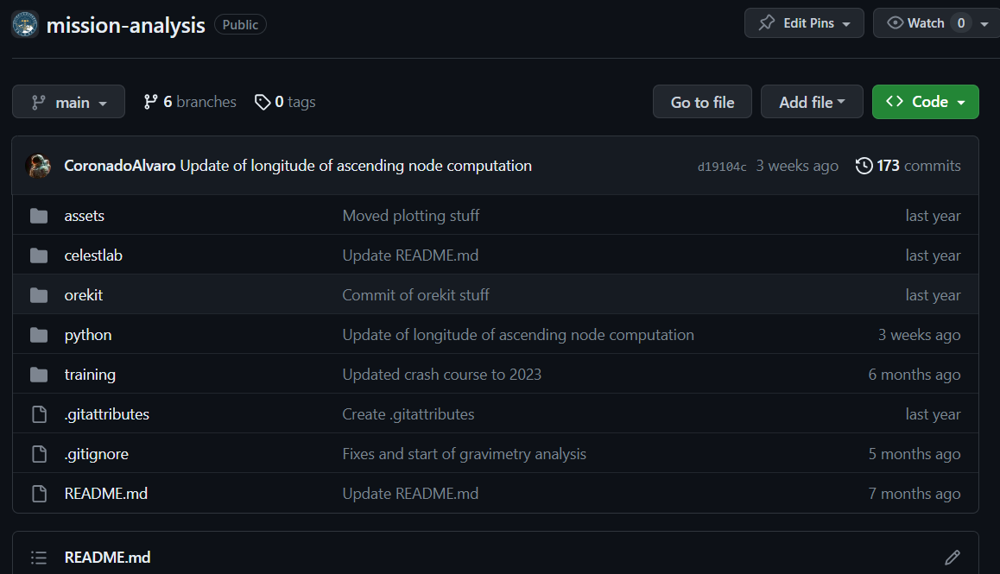 mission-analysis Public Edit Pins Watch 0
main 6 branches 0 tags Go to file Add file <> Code
CoronadoAlvaro Update of longitude of ascending node computation d19104c 3 weeks ago 173 commits
assets Moved plotting stuff last year
celestlab Update README.md last year
orekit Commit of orekit stuff last year
python Update of longitude of ascending node computation 3 weeks ago
training Updated crash course to 2023 6 months ago
.gitattributes Create .gitattributes last year
.gitignore Fixes and start of gravimetry analysis 5 months ago
README.md Update README.md 7 months ago
README.md